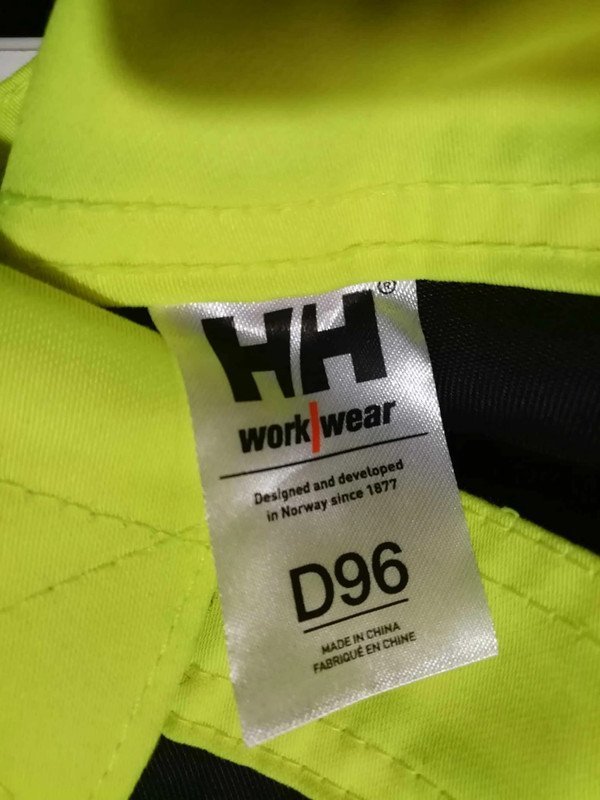 HH®
work|wear
Designed and developed
in Norway since 1877
D96
MADE IN CHINA
FABRIQUÉ EN CHINE